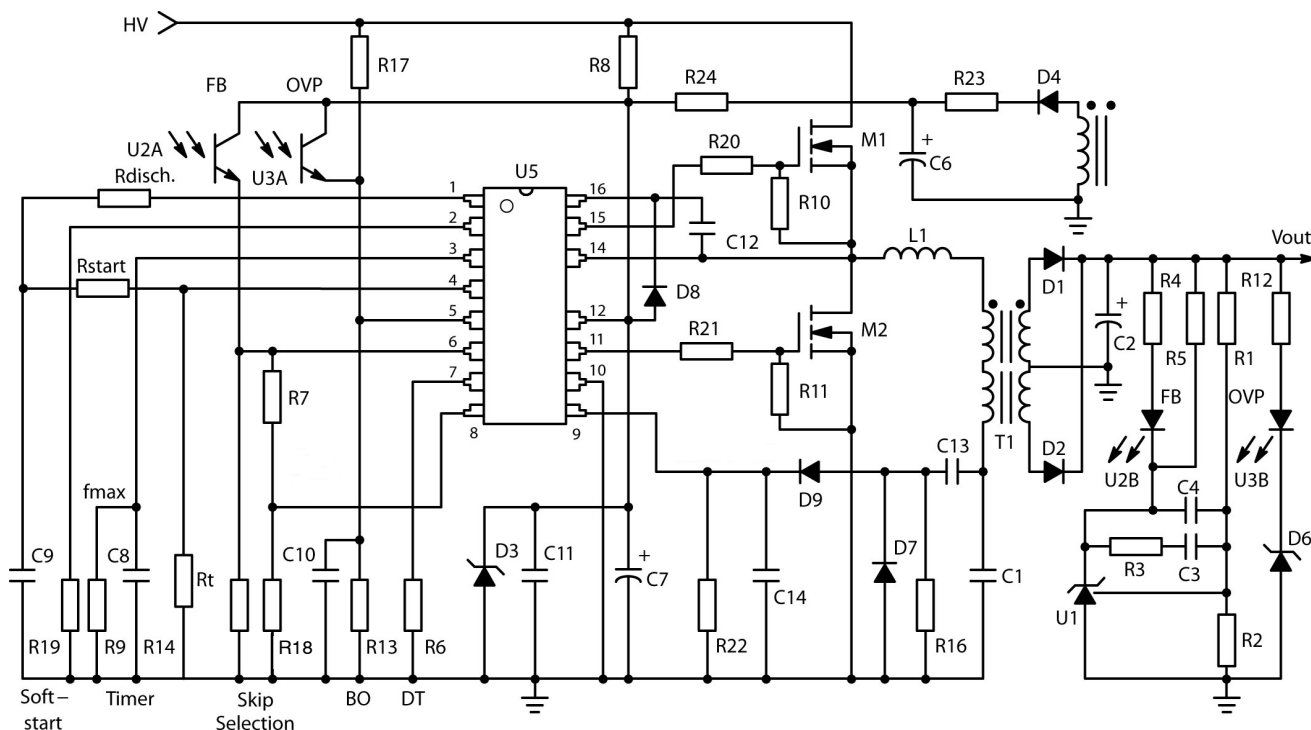 HV
R17
R8
FB
OVP
R24
R23
D4
U2A
U3A
Rdisch.
U5
R20
M1
+
C6
1
2
3
4
5
6
7
8
16
15
14
12
11
10
9
R10
C12
L1
Vout
Rstart
D8
D1
R4
R12
+
C2
R5
R1
R21
M2
R7
R11
FB
OVP
T1
C13
D2
D9
U2B
U3B
fmax
C4
C9
C8
C10
D3
C11
+
C7
D7
R3
C3
D6
Rt
C14
C1
U1
R19
R9
R14
R18
R13
R6
R22
R16
R2
Soft–
start
Timer
Skip
Selection
BO
DT